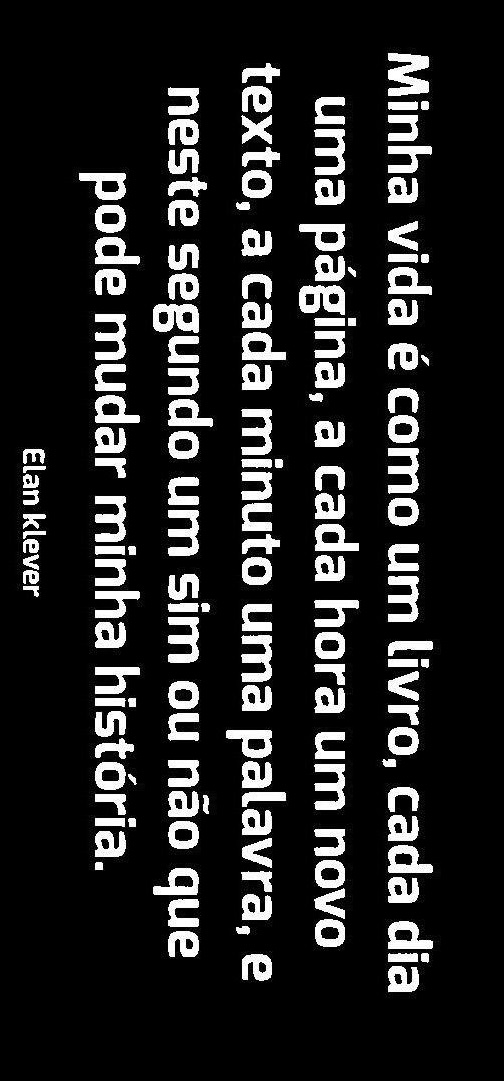 Minha vida é como um livro, cada dia
uma página, a cada hora um novo
texto, a cada minuto uma palavra, e
neste segundo um sim ou não que
pode mudar minha história.
Elan klever